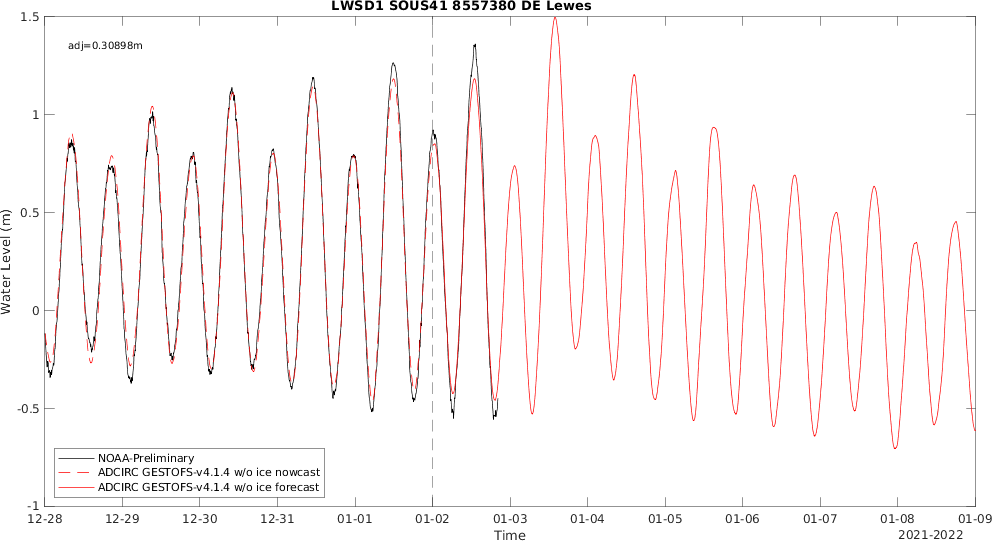 LWSD1 SOUS41 8557380 DE Lewes
adj=0.30898m
1.5
1
0.5
0
-0.5
-1
Water Level (m)
NOAA-Preliminary
ADCIRC GESTOFS-v4.1.4 w/o ice nowcast
ADCIRC GESTOFS-v4.1.4 w/o ice forecast
12-28 12-29 12-30 12-31 01-01 01-02 01-03 01-04 01-05 01-06 01-07 01-08 01-09
Time
2021-2022